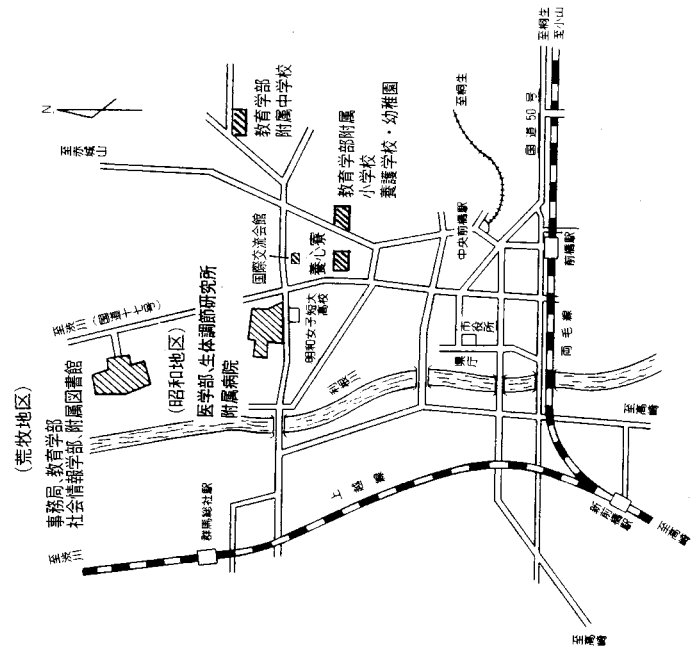 (荒牧地区)
事務局、教育学部
社会情報学部、附属図書館
至渋川
至渋川
(国道十七号)
至赤城山
N
(昭和地区)
医学部、生体調節研究所
附属病院
国際交流会館
養心寮
教育学部
附属中学校
教育学部附属
小学校
養護学校・幼稚園
明和女子短大
高校
群馬総社駅
上越線
利根川
県庁
市役所
中央前橋駅
至桐生
国道50号
至桐生
至小山
前橋駅
両毛線
新前橋駅
至高崎
至高崎
至高崎